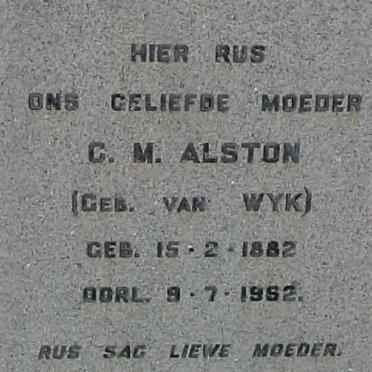 HIER RUS
ONS GELIEFDE MOEDER
C. M. ALSTON
(GEB. VAN WYK)
GEB. 15 · 2 · 1882
OORL. 9 · 7 · 1952.
RUS SAG LIEWE MOEDER.